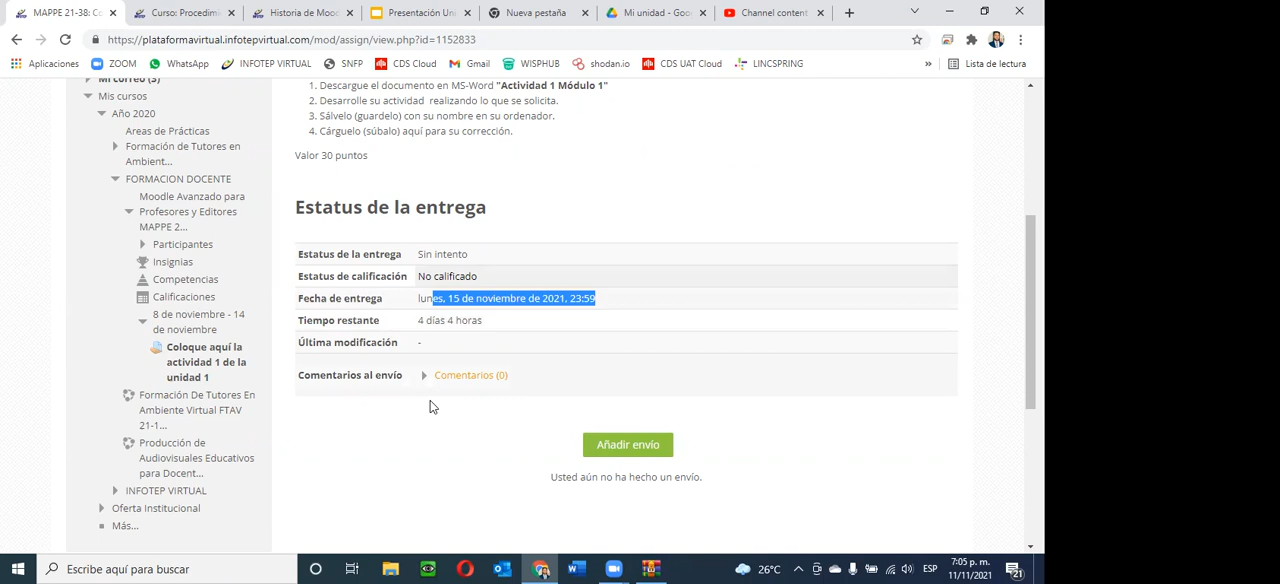 MAPPE 21-38: Co
Curso: Procedimi
Historia de Mood
Presentación Uni
Nueva pestaña
Mi unidad - Goo
Channel content
https://plataformavirtual.infotepvirtual.com/mod/assign/view.php?id=1152833
Aplicaciones
ZOOM
WhatsApp
INFOTEP VIRTUAL
SNFP
CDS Cloud
Gmail
WISPHUB
shodan.io
CDS UAT Cloud
LINCSPRING
»
Lista de lectura
Mi correo (3)
Mis cursos
Año 2020
Areas de Prácticas
Formación de Tutores en
Ambient...
FORMACION DOCENTE
Moodle Avanzado para
Profesores y Editores
MAPPE 2...
Participantes
Insignias
Competencias
Calificaciones
8 de noviembre - 14
de noviembre
Coloque aquí la
actividad 1 de la
unidad 1
Formación De Tutores En
Ambiente Virtual FTAV
21-1...
Producción de
Audiovisuales Educativos
para Docent...
INFOTEP VIRTUAL
Oferta Institucional
Más...
1. Descargue el documento en MS-Word "Actividad 1 Módulo 1"
2. Desarrolle su actividad realizando lo que se solicita.
3. Sálvelo (guardelo) con su nombre en su ordenador.
4. Cárguelo (súbalo) aquí para su corrección.
Valor 30 puntos
Estatus de la entrega
Estatus de la entrega Sin intento
Estatus de calificación No calificado
Fecha de entrega lunes, 15 de noviembre de 2021, 23:59
Tiempo restante 4 días 4 horas
Última modificación -
Comentarios al envío Comentarios (0)
Añadir envío
Usted aún no ha hecho un envío.
Escribe aquí para buscar
26°C
ESP
7:05 p. m.
11/11/2021
21